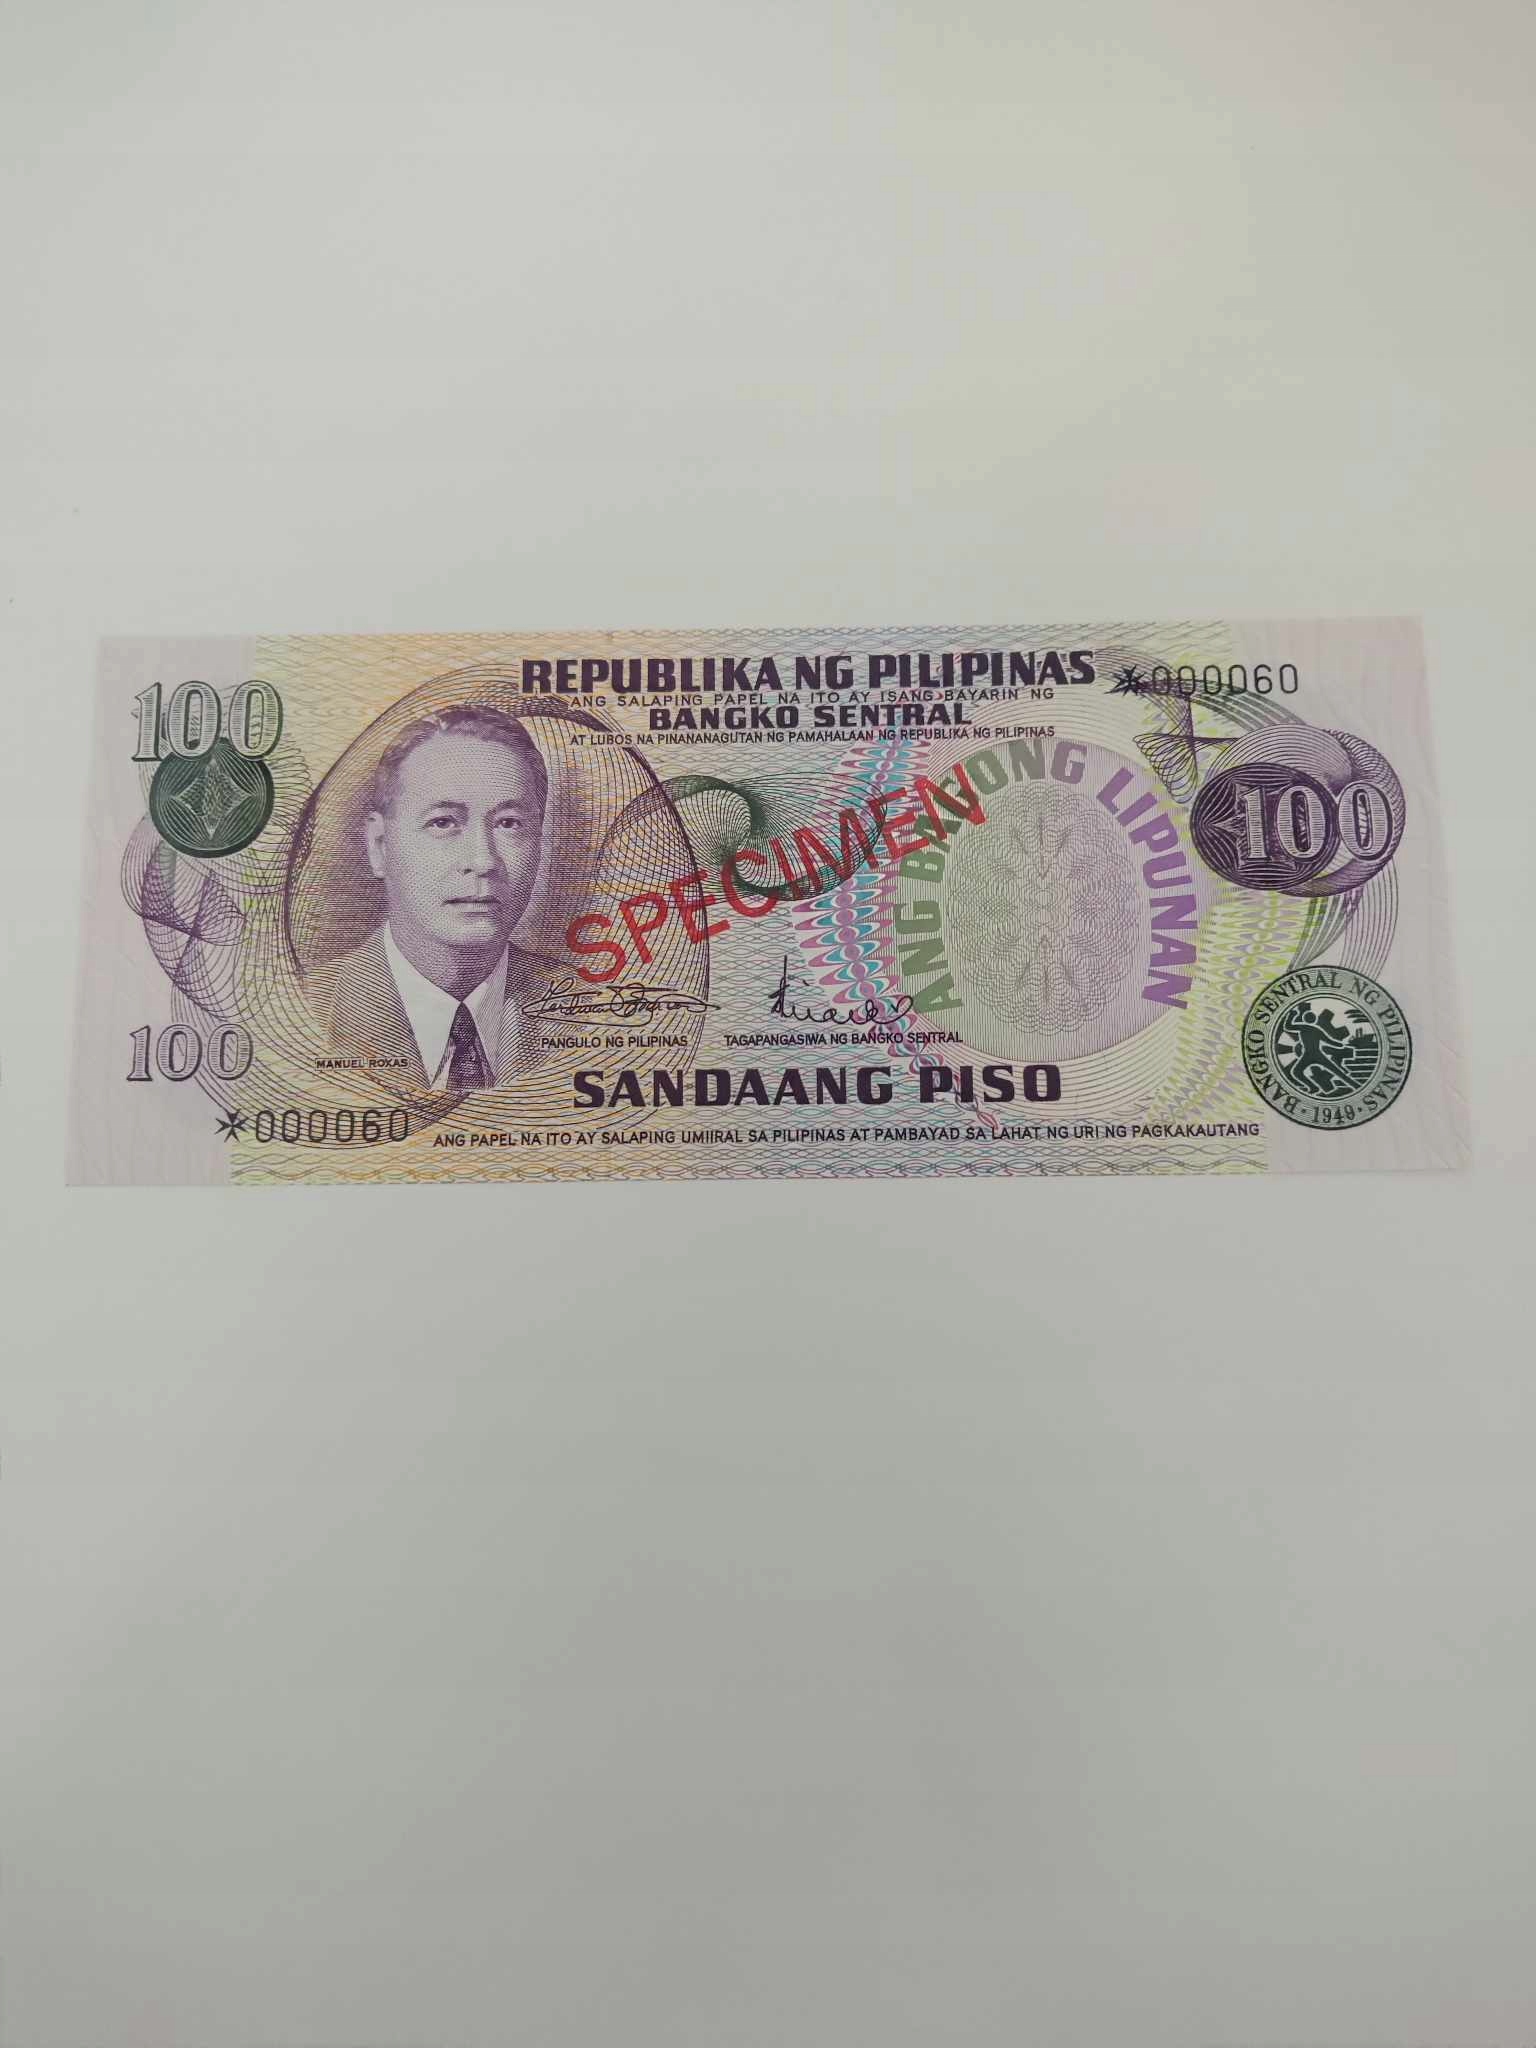 REPUBLIKA NG PILIPINAS
ANG SALAPING PAPEL NA ITO AY ISANG BAYARIN NG
BANGKO SENTRAL
AT LUBOS NA PINANANAGUTAN NG PAMAHALAAN NG REPUBLIKA NG PILIPINAS
000060
100
100
SPECIMEN
ANG BAGONG LIPUNAN
PANGULO NG PILIPINAS
TAGAPANGASIWA NG BANGKO SENTRAL
100
MANUEL ROXAS
SANDAANG PISO
BANGKO SENTRAL NG PILIPINAS
1949
000060
ANG PAPEL NA ITO AY SALAPING UMIIRAL SA PILIPINAS AT PAMBAYAD SA LAHAT NG URI NG PAGKAKAUTANG